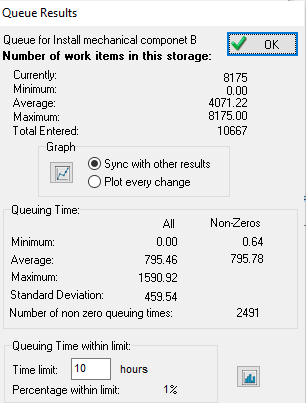 Queue Results
Queue for Install mechanical componet B
OK
Number of work items in this storage:
Currently: 8175
Minimum: 0.00
Average: 4071.22
Maximum: 8175.00
Total Entered: 10667
Graph
Sync with other results
Plot every change
Queuing Time:
All Non-Zeros
Minimum: 0.00 0.64
Average: 795.46 795.78
Maximum: 1590.92
Standard Deviation: 459.54
Number of non zero queuing times: 2491
Queuing Time within limit:
Time limit: 10 hours
Percentage within limit: 1%